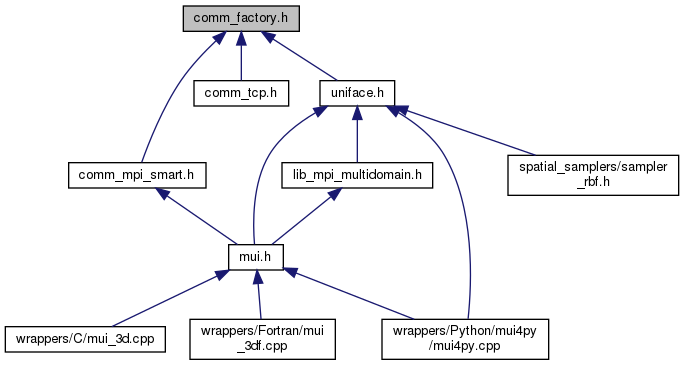 comm_factory.h
comm_tcp.h
uniface.h
comm_mpi_smart.h
lib_mpi_multidomain.h
spatial_samplers/sampler
_rbf.h
mui.h
wrappers/C/mui_3d.cpp
wrappers/Fortran/mui
_3df.cpp
wrappers/Python/mui4py
/mui4py.cpp